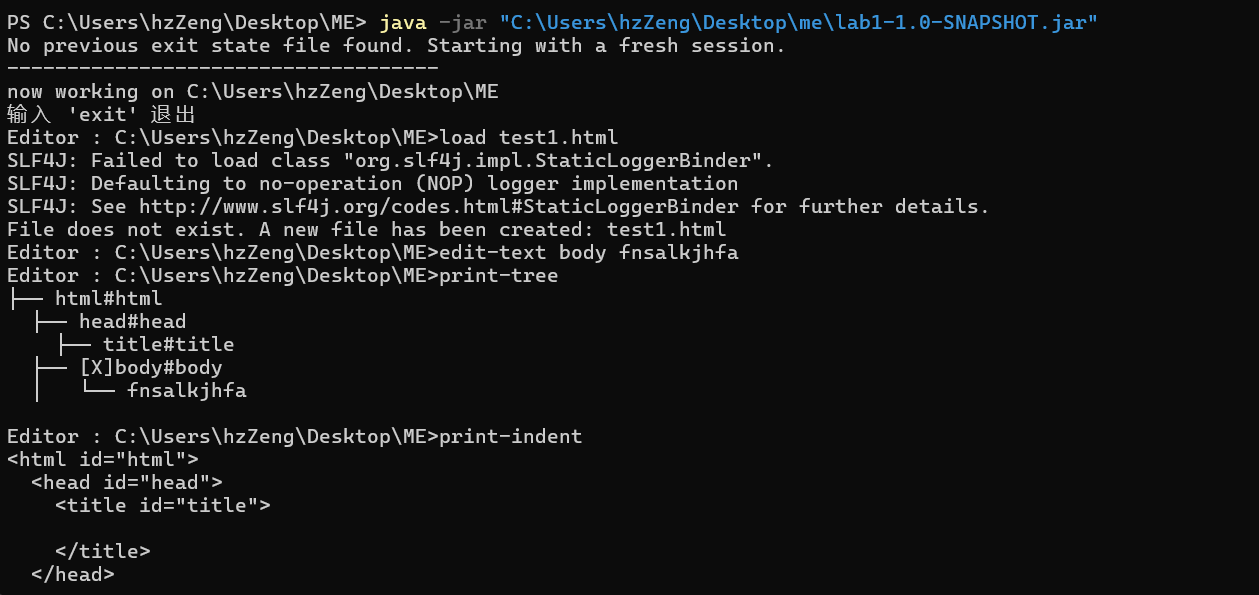 PS C:\Users\hzZeng\Desktop\ME> java -jar "C:\Users\hzZeng\Desktop\me\lab1-1.0-SNAPSHOT.jar"
No previous exit state file found. Starting with a fresh session.
------------------------------------
now working on C:\Users\hzZeng\Desktop\ME
输入 'exit' 退出
Editor : C:\Users\hzZeng\Desktop\ME>load test1.html
SLF4J: Failed to load class "org.slf4j.impl.StaticLoggerBinder".
SLF4J: Defaulting to no-operation (NOP) logger implementation
SLF4J: See http://www.slf4j.org/codes.html#StaticLoggerBinder for further details.
File does not exist. A new file has been created: test1.html
Editor : C:\Users\hzZeng\Desktop\ME>edit-text body fnsalkjhfa
Editor : C:\Users\hzZeng\Desktop\ME>print-tree
├── html#html
  ├── head#head
    ├── title#title
  ├── [X]body#body
  │   └── fnsalkjhfa
Editor : C:\Users\hzZeng\Desktop\ME>print-indent
<html id="html">
  <head id="head">
    <title id="title">
    </title>
  </head>